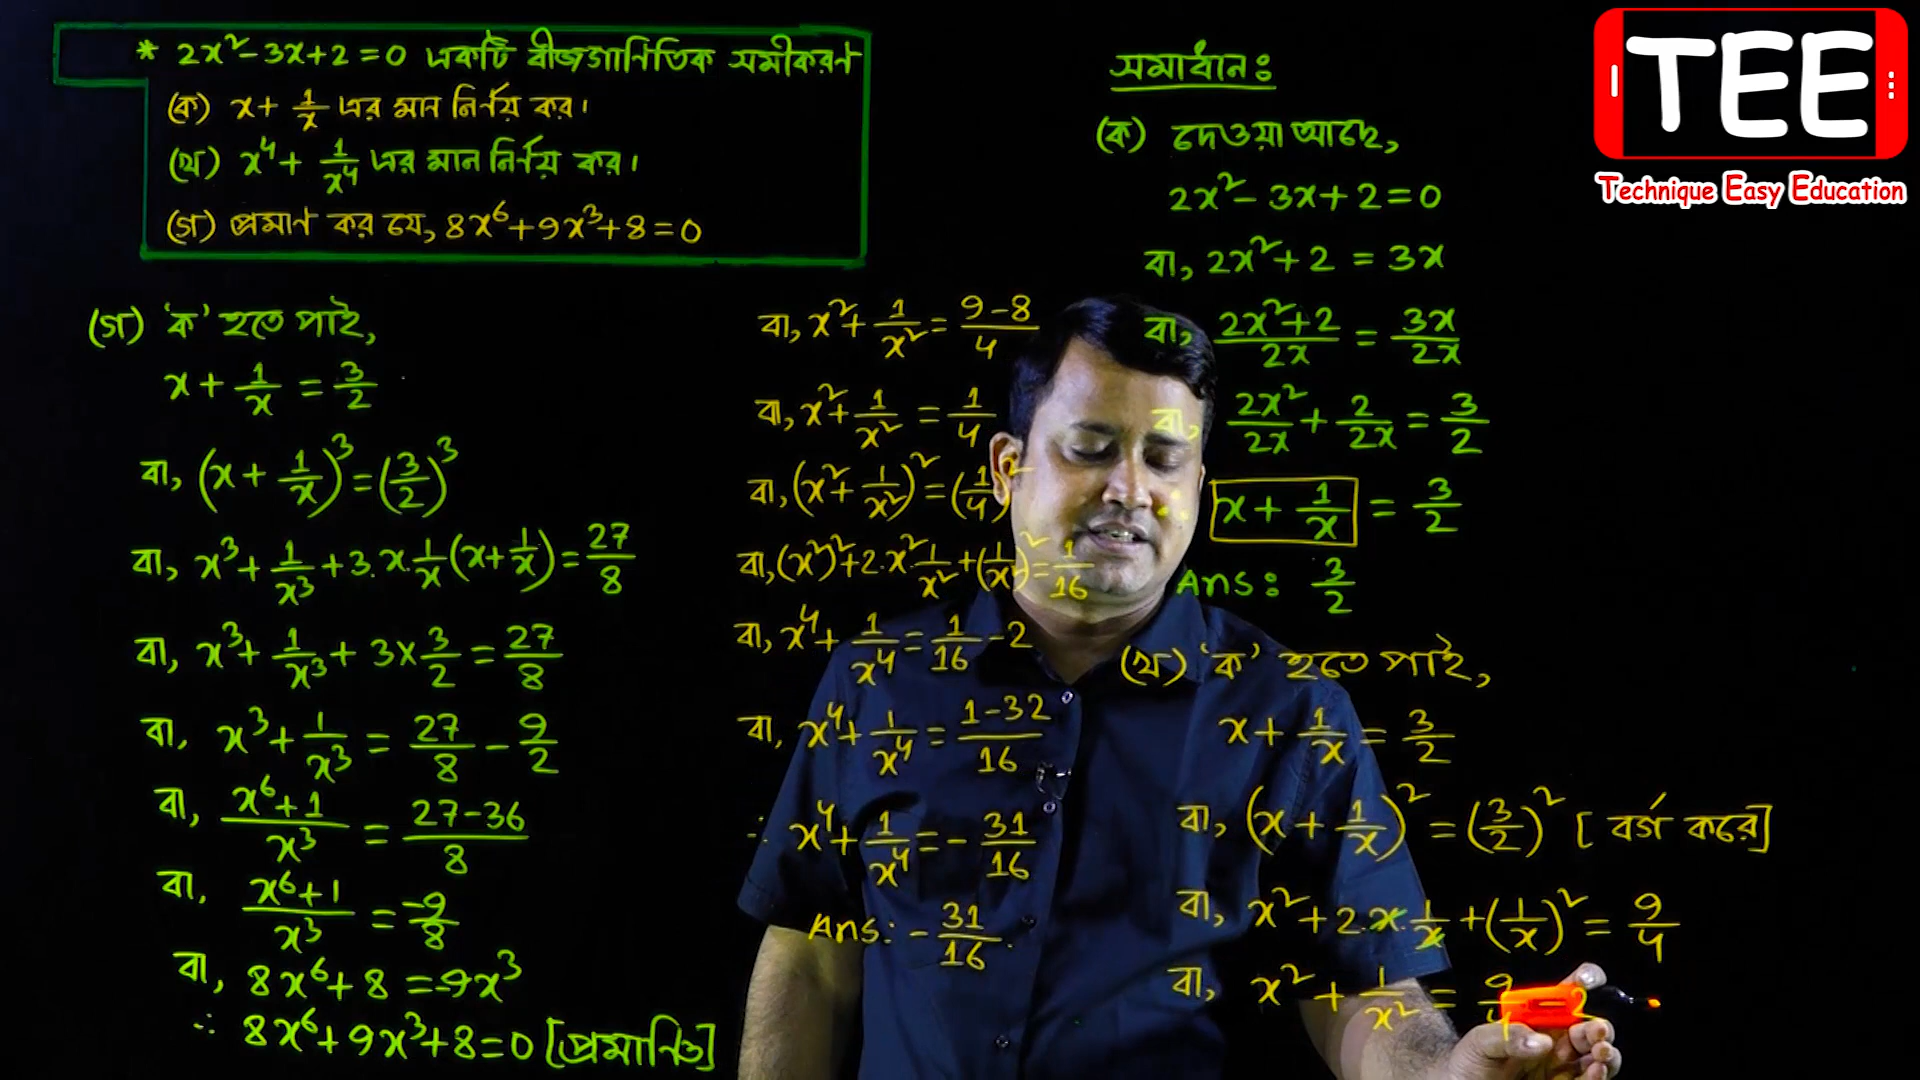 * 2x² - 3x + 2 = 0 একটি বীজগাণিতিক সমীকরণ
(ক) x + 1/x এর মান নির্ণয় কর।
(খ) x⁴ + 1/x⁴ এর মান নির্ণয় কর।
(গ) প্রমাণ কর যে, 8x⁶ + 9x³ + 8 = 0
(গ) 'ক' হতে পাই,
x + 1/x = 3/2
বা, (x + 1/x)³ = (3/2)³
বা, x³ + 1/x³ + 3.x.1/x(x + 1/x) = 27/8
বা, x³ + 1/x³ + 3 × 3/2 = 27/8
বা, x³ + 1/x³ = 27/8 - 9/2
বা, (x⁶ + 1)/x³ = (27 - 36)/8
বা, (x⁶ + 1)/x³ = -9/8
বা, 8x⁶ + 8 = -9x³
∴ 8x⁶ + 9x³ + 8 = 0 [প্রমাণিত]
বা, x² + 1/x² = (9 - 8)/4
বা, x² + 1/x² = 1/4
বা, (x² + 1/x²)² = (1/4)²
বা, (x²)² + 2.x².1/x² + (1/x²)² = 1/16
বা, x⁴ + 1/x⁴ = 1/16 - 2
বা, x⁴ + 1/x⁴ = (1 - 32)/16
∴ x⁴ + 1/x⁴ = - 31/16
Ans: - 31/16
সমাধান:
(ক) দেওয়া আছে,
2x² - 3x + 2 = 0
বা, 2x² + 2 = 3x
বা, (2x² + 2)/2x = 3x/2x
বা, 2x²/2x + 2/2x = 3/2
∴ x + 1/x = 3/2
Ans: 3/2
(খ) 'ক' হতে পাই,
x + 1/x = 3/2
বা, (x + 1/x)² = (3/2)² [বর্গ করে]
বা, x² + 2.x.1/x + (1/x)² = 9/4
বা, x² + 1/x² = 9/4 - 2
TEE
Technique Easy Education